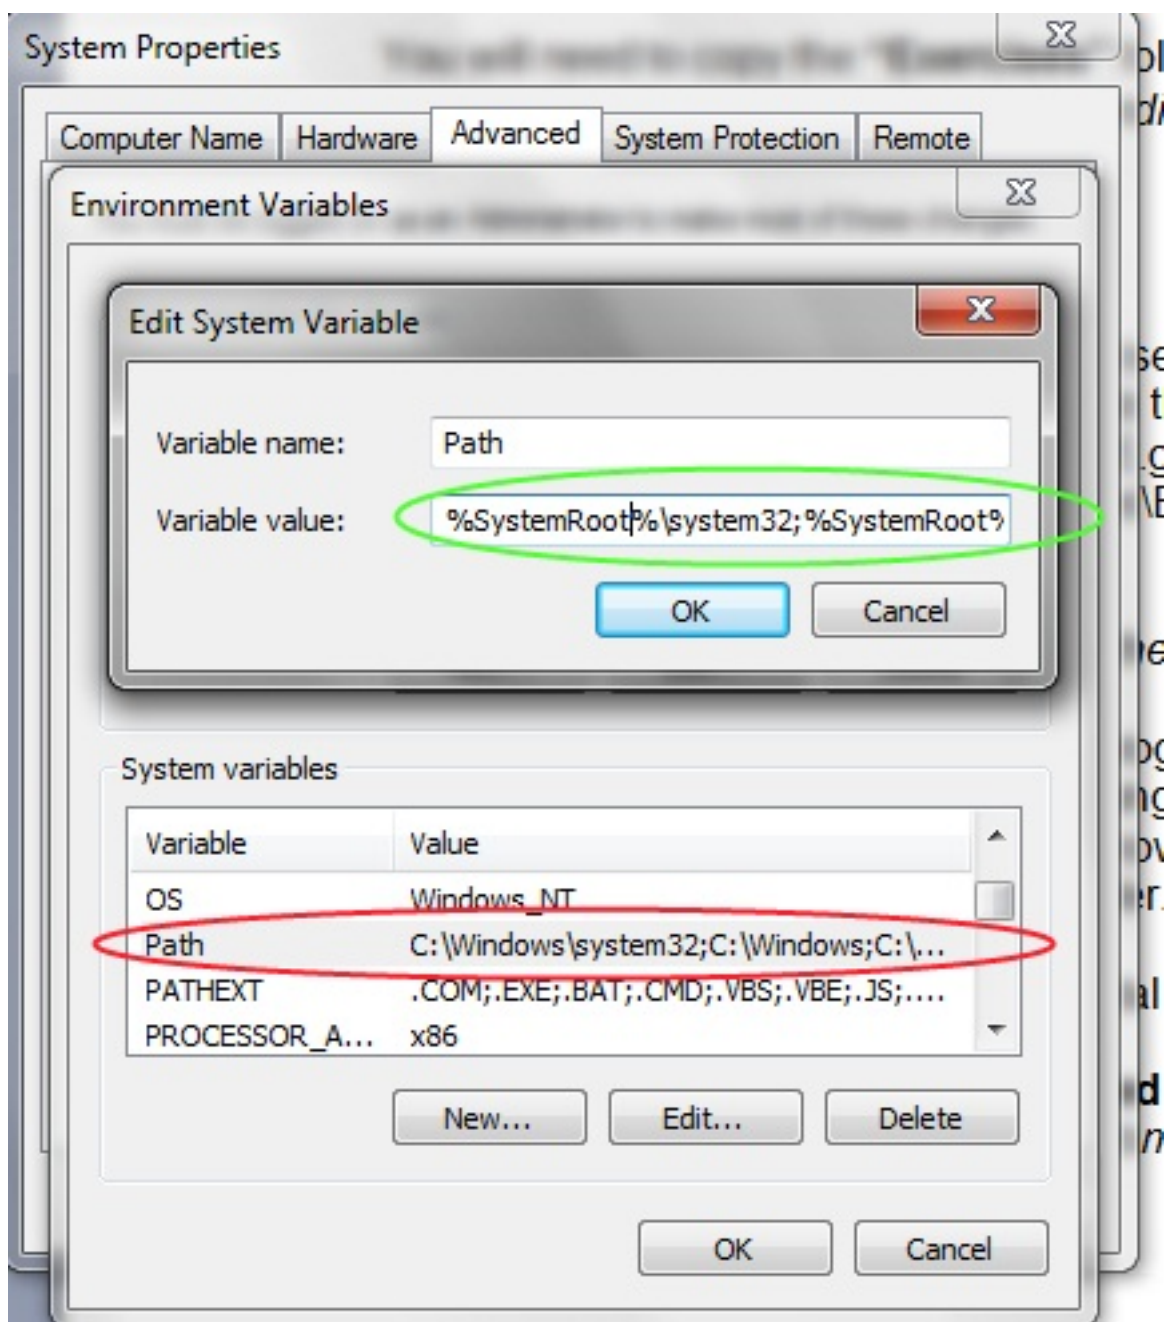 System Properties
Computer Name Hardware Advanced System Protection Remote
Environment Variables
Edit System Variable
Variable name: Path
Variable value: %SystemRoot%\system32;%SystemRoot%
OK Cancel
System variables
Variable Value
OS Windows_NT
Path C:\Windows\system32;C:\Windows;C:\...
PATHEXT .COM;.EXE;.BAT;.CMD;.VBS;.VBE;.JS;....
PROCESSOR_A... x86
New... Edit... Delete
OK Cancel